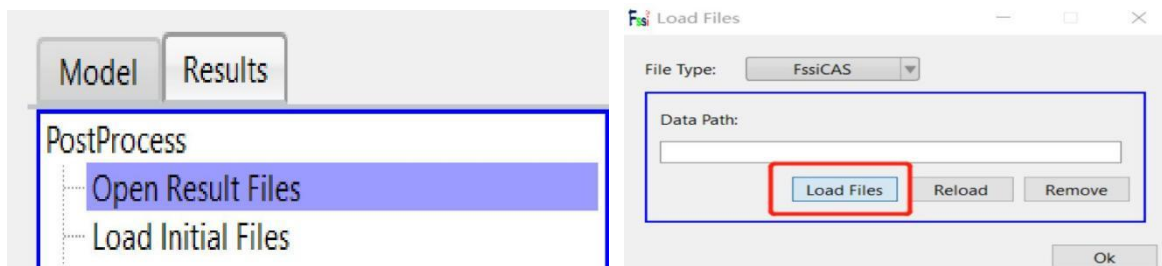 Model Results
PostProcess
Open Result Files
Load Initial Files
Fssi Load Files
File Type: FssiCAS
Data Path:
Load Files Reload Remove
Ok